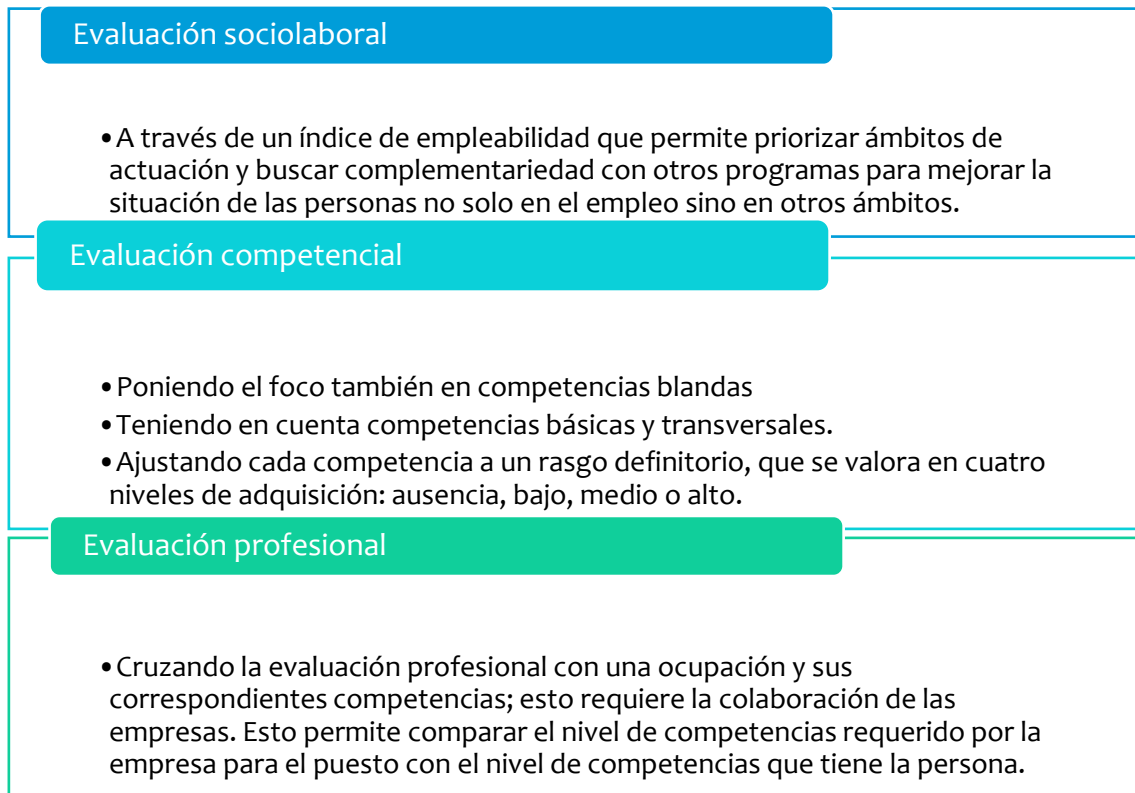 Evaluación sociolaboral
•A través de un índice de empleabilidad que permite priorizar ámbitos de
actuación y buscar complementariedad con otros programas para mejorar la
situación de las personas no solo en el empleo sino en otros ámbitos.
Evaluación competencial
•Poniendo el foco también en competencias blandas
•Teniendo en cuenta competencias básicas y transversales.
•Ajustando cada competencia a un rasgo definitorio, que se valora en cuatro
niveles de adquisición: ausencia, bajo, medio o alto.
Evaluación profesional
•Cruzando la evaluación profesional con una ocupación y sus
correspondientes competencias; esto requiere la colaboración de las
empresas. Esto permite comparar el nivel de competencias requerido por la
empresa para el puesto con el nivel de competencias que tiene la persona.